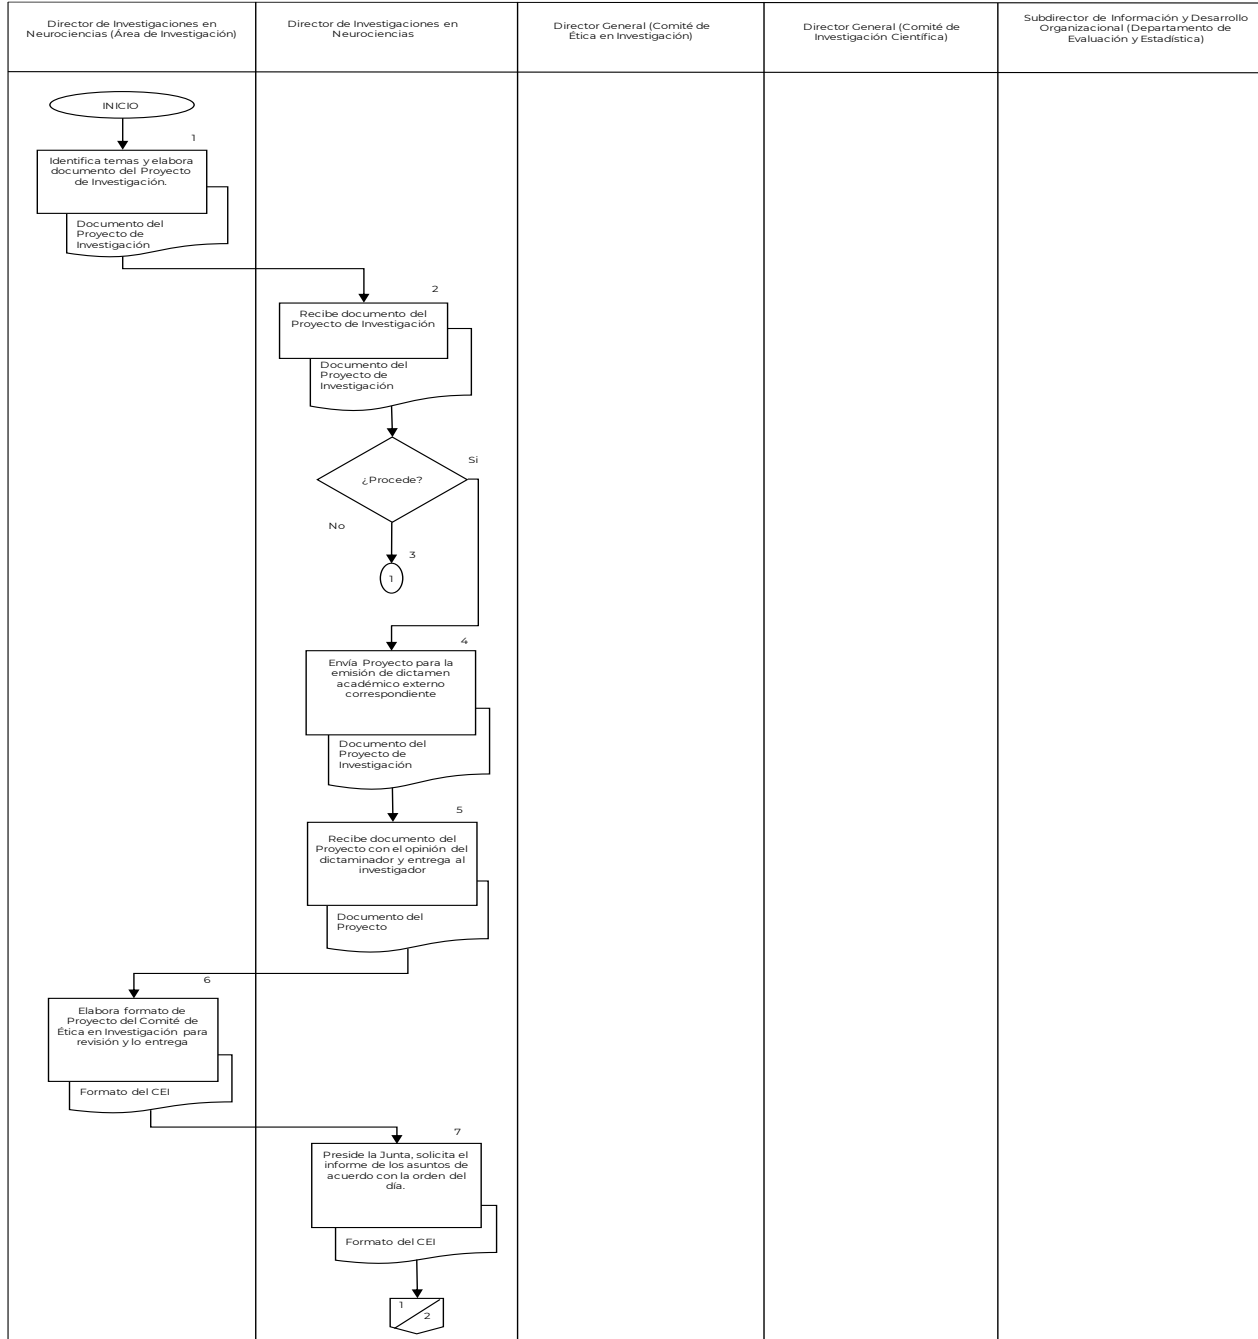 Director de Investigaciones en
Neurociencias (Área de Investigación)
Director de Investigaciones en
Neurociencias
Director General (Comité de
Ética en Investigación)
Director General (Comité de
Investigación Científica)
Subdirector de Información y Desarrollo
Organizacional (Departamento de
Evaluación y Estadística)
INICIO
1
Identifica temas y elabora
documento del Proyecto
de Investigación.
Documento del
Proyecto de
Investigación
2
Recibe documento del
Proyecto de Investigación
Documento del
Proyecto de
Investigación
¿Procede?
Si
No
3
1
4
Envía Proyecto para la
emisión de dictamen
académico externo
correspondiente
Documento del
Proyecto de
Investigación
5
Recibe documento del
Proyecto con el opinión del
dictaminador y entrega al
investigador
Documento del
Proyecto
6
Elabora formato de
Proyecto del Comité de
Ética en Investigación para
revisión y lo entrega
Formato del CEI
7
Preside la Junta, solicita el
informe de los asuntos de
acuerdo con la orden del
día.
Formato del CEI
1
2